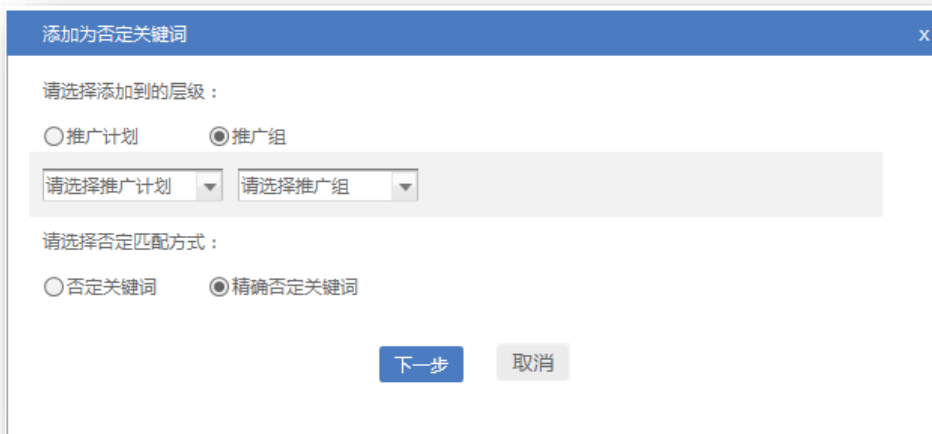 添加为否定关键词 x
请选择添加到的层级：
推广计划 推广组
请选择推广计划 请选择推广组
请选择否定匹配方式：
否定关键词 精确否定关键词
下一步 取消